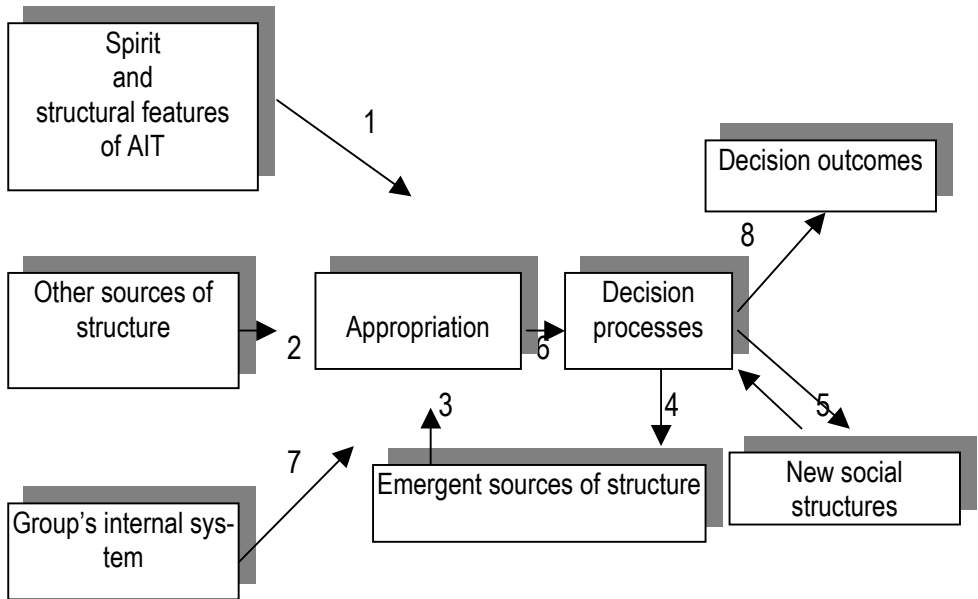 Spirit
and
structural features
of AIT
1
Decision outcomes
8
Other sources of
structure
2
Appropriation
6
Decision
processes
3
4
5
7
Emergent sources of structure
New social
structures
Group's internal sys-
tem